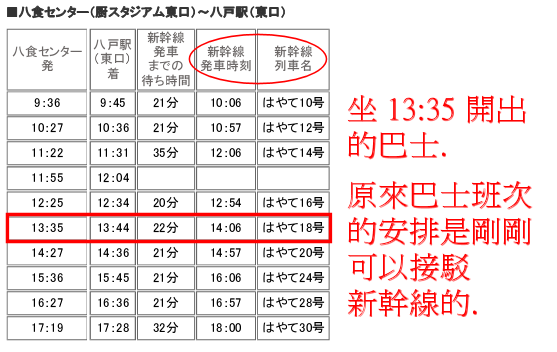 ■八食センター(厨スタジアム東口)～八戸駅(東口)
八食センター発 八戸駅(東口)着 新幹線発車までの待ち時間 新幹線発車時刻 新幹線列車名
9:36 9:45 21分 10:06 はやて10号
10:27 10:36 21分 10:57 はやて12号
11:22 11:31 35分 12:06 はやて14号
11:55 12:04
12:25 12:34 20分 12:54 はやて16号
13:35 13:44 22分 14:06 はやて18号
14:27 14:36 21分 14:57 はやて20号
15:36 15:45 21分 16:06 はやて24号
16:27 16:36 21分 16:57 はやて28号
17:19 17:28 32分 18:00 はやて30号
坐 13:35 開出
的巴士.
原來巴士班次
的安排是剛剛
可以接駁
新幹線的.